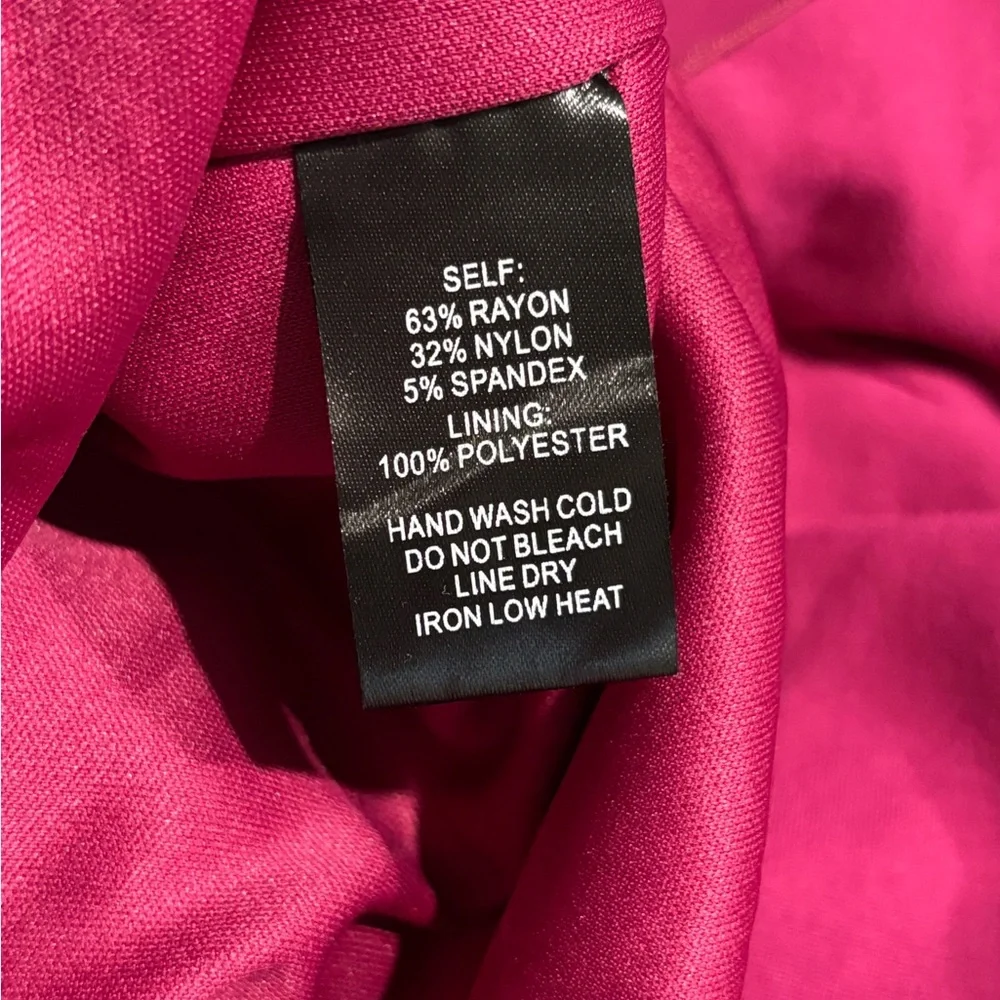 SELF:
63% RAYON
32% NYLON
5% SPANDEX
LINING:
100% POLYESTER
HAND WASH COLD
DO NOT BLEACH
LINE DRY
IRON LOW HEAT